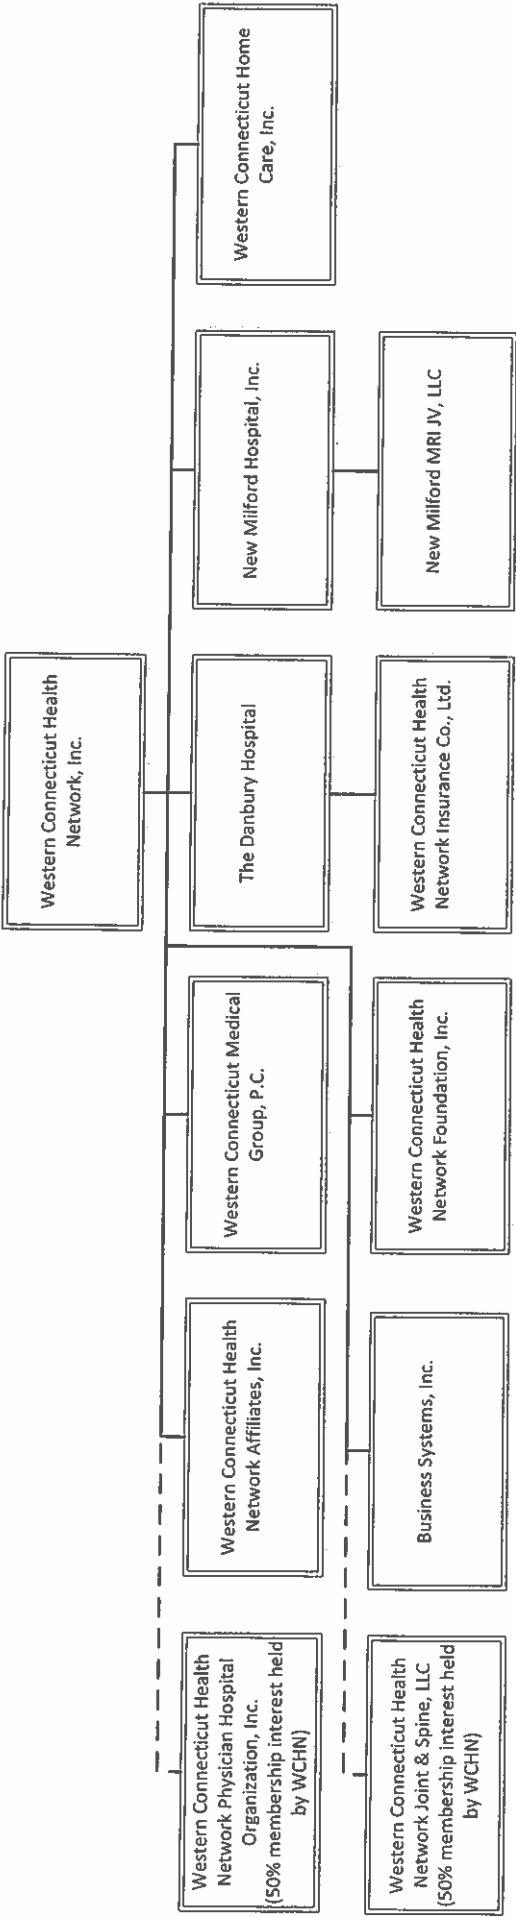 Western Connecticut Health
Network, Inc.
Western Connecticut Health
Network Physician Hospital
Organization, Inc.
(50% membership interest held
by WCHN)
Western Connecticut Health
Network Affiliates, Inc.
Western Connecticut Medical
Group, P.C.
The Danbury Hospital
New Milford Hospital, Inc.
Western Connecticut Home
Care, Inc.
Western Connecticut Health
Network Joint & Spine, LLC
(50% membership interest held
by WCHN)
Business Systems, Inc.
Western Connecticut Health
Network Foundation, Inc.
Western Connecticut Health
Network Insurance Co., Ltd.
New Milford MRI JV, LLC